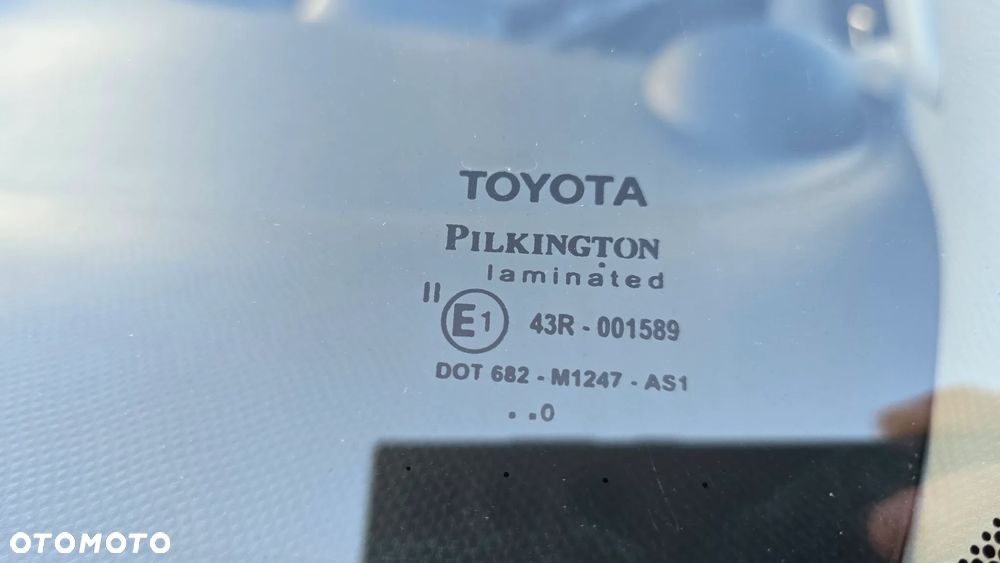 TOYOTA
PILKINGTON
laminated
II E1 43R - 001589
DOT 682 - M1247 - AS1
. ..0
OTOMOTO